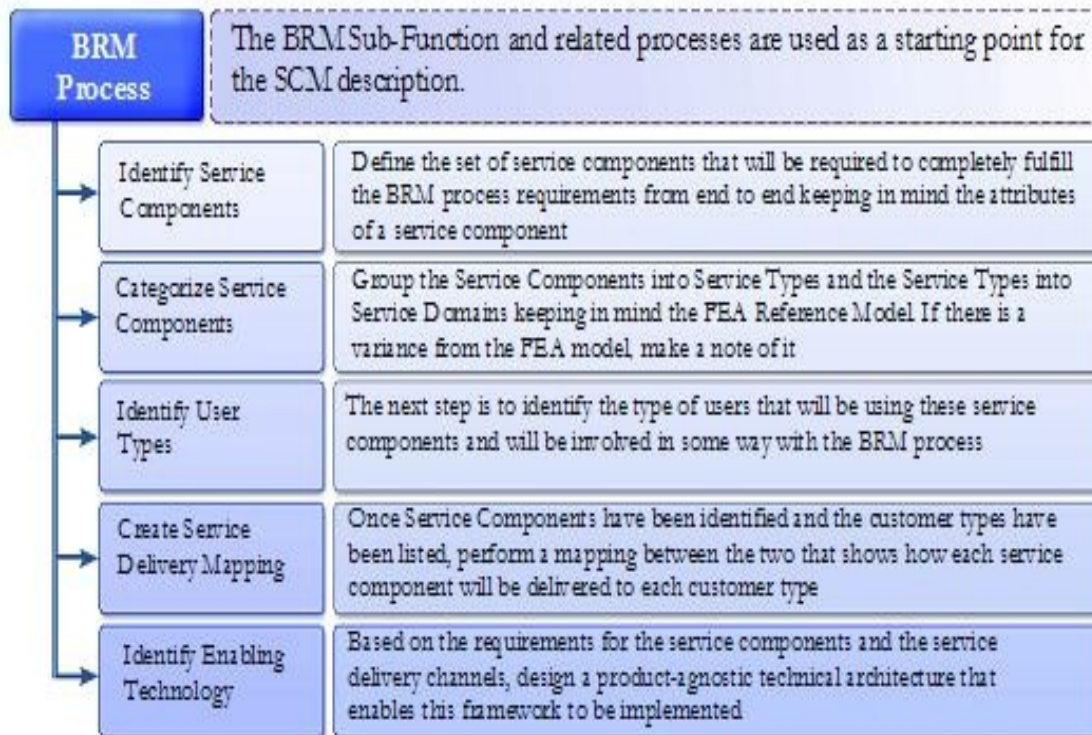 BRM
Process
The BRM Sub-Function and related processes are used as a starting point for
the SCM description.
Identify Service
Components
Define the set of service components that will be required to completely fulfill
the BRM process requirements from end to end keeping in mind the attributes
of a service component
Categorize Service
Components
Group the Service Components into Service Types and the Service Types into
Service Domains keeping in mind the FEA Reference Model. If there is a
variance from the FEA model, make a note of it
Identify User
Types
The next step is to identify the type of users that will be using these service
components and will be involved in some way with the BRM process
Create Service
Delivery Mapping
Once Service Components have been identified and the customer types have
been listed, perform a mapping between the two that shows how each service
component will be delivered to each customer type
Identify Enabling
Technology
Based on the requirements for the service components and the service
delivery channels, design a product-agnostic technical architecture that
enables this framework to be implemented